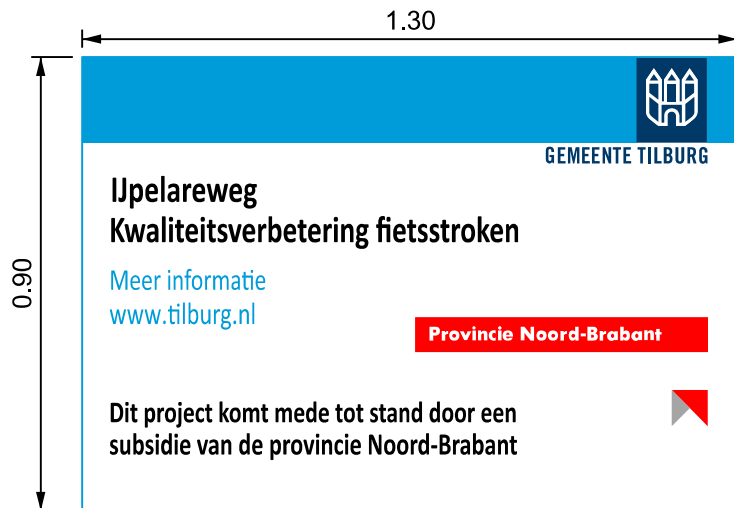 1.30
GEMEENTE TILBURG
IJpelareweg
Kwaliteitsverbetering fietsstroken
0.90
Meer informatie
www.tilburg.nl
Provincie Noord-Brabant
Dit project komt mede tot stand door een
subsidie van de provincie Noord-Brabant